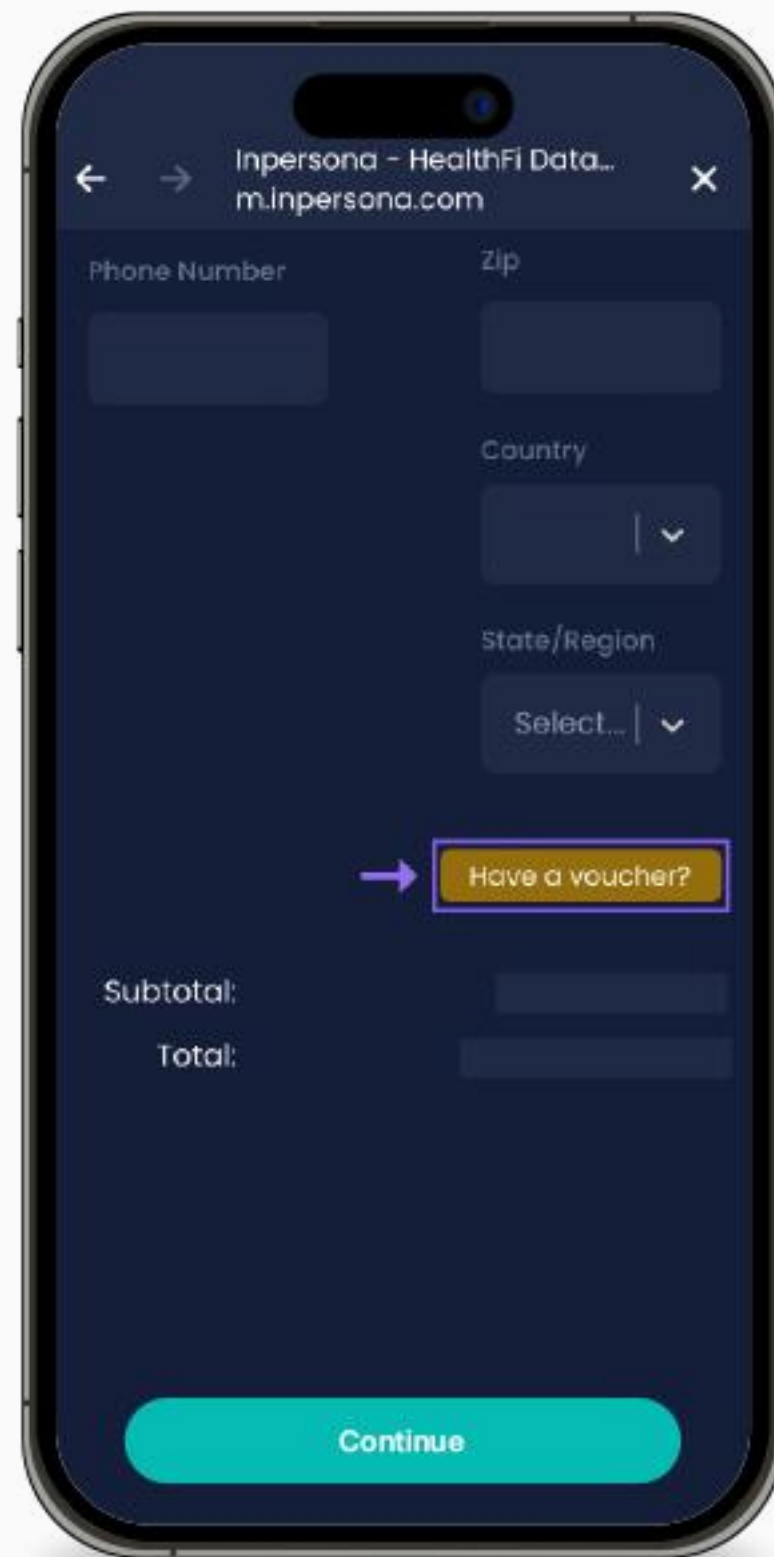 Inpersona - HealthFi Data...
m.inpersona.com
Phone Number
Zip
Country
State/Region
Select...
Have a voucher?
Subtotal:
Total:
Continue